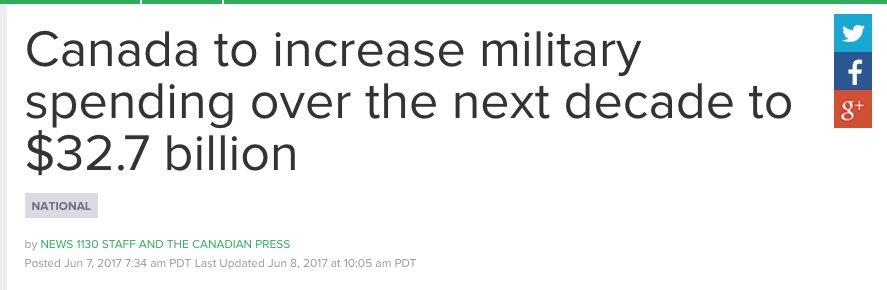 Canada to increase military
spending over the next decade to
$32.7 billion
NATIONAL
by NEWS 1130 STAFF AND THE CANADIAN PRESS
Posted Jun 7, 2017 7:34 am PDT Last Updated Jun 8, 2017 at 10:05 am PDT
f
g+